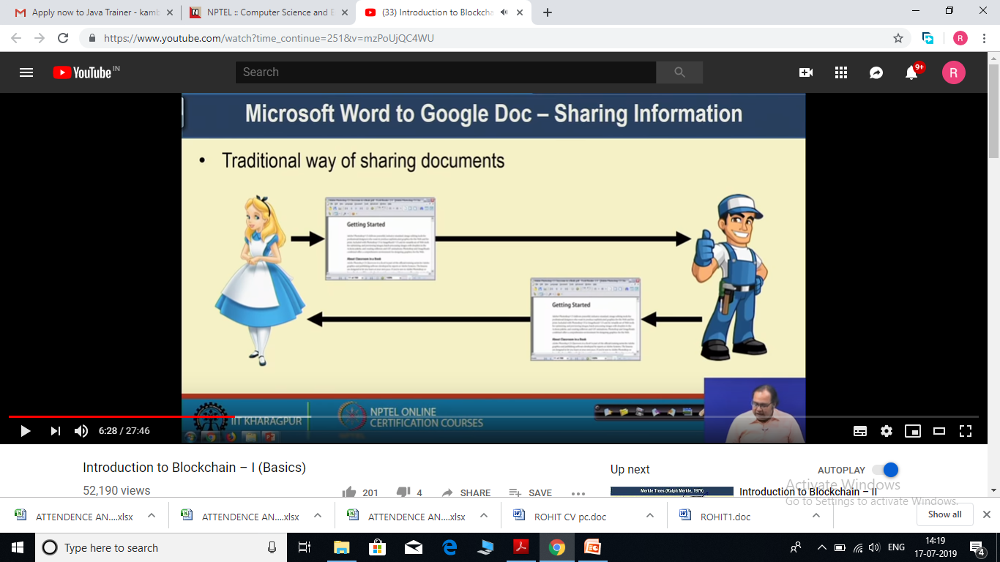 Apply now to Java Trainer - kamb
NPTEL :: Computer Science and E
(33) Introduction to Blockcha
https://www.youtube.com/watch?time_continue=251&v=mzPoUjQC4WU
R
YouTube IN
Search
9+
R
Microsoft Word to Google Doc – Sharing Information
• Traditional way of sharing documents
Getting Started
About Classroom in a Book
Getting Started
About Classroom in a Book
IIT KHARAGPUR
NPTEL ONLINE
CERTIFICATION COURSES
6:28 / 27:46
Introduction to Blockchain – I (Basics)
52,190 views
201
4
SHARE
SAVE
Up next
AUTOPLAY
Merkle Trees (Ralph Merkle, 1979)
Introduction to Blockchain – II
Activate Windows
Go to Settings to activate Windows.
ATTENDENCE AN....xlsx
ATTENDENCE AN....xlsx
ATTENDENCE AN....xlsx
ROHIT CV pc.doc
ROHIT1.doc
Show all
Type here to search
ENG
14:19
17-07-2019
4